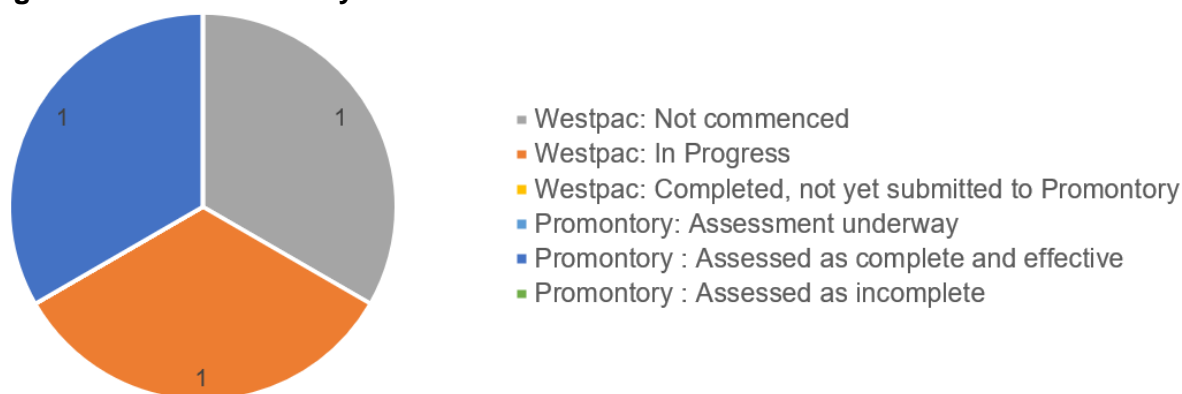 1
1
1
Westpac: Not commenced
Westpac: In Progress
Westpac: Completed, not yet submitted to Promontory
Promontory: Assessment underway
Promontory : Assessed as complete and effective
Promontory : Assessed as incomplete